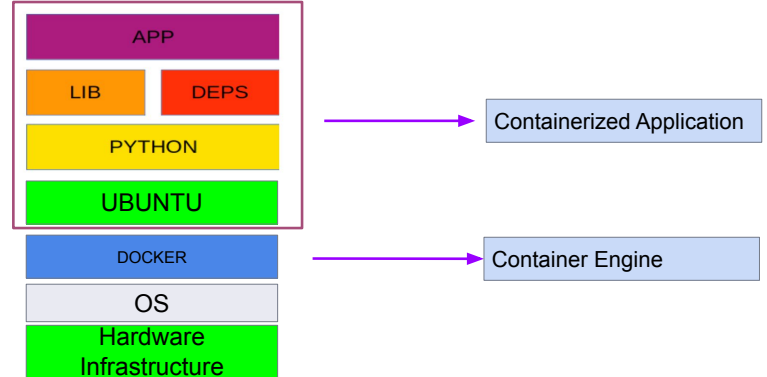 APP
LIB
DEPS
PYTHON
UBUNTU
Containerized Application
DOCKER
Container Engine
OS
Hardware
Infrastructure